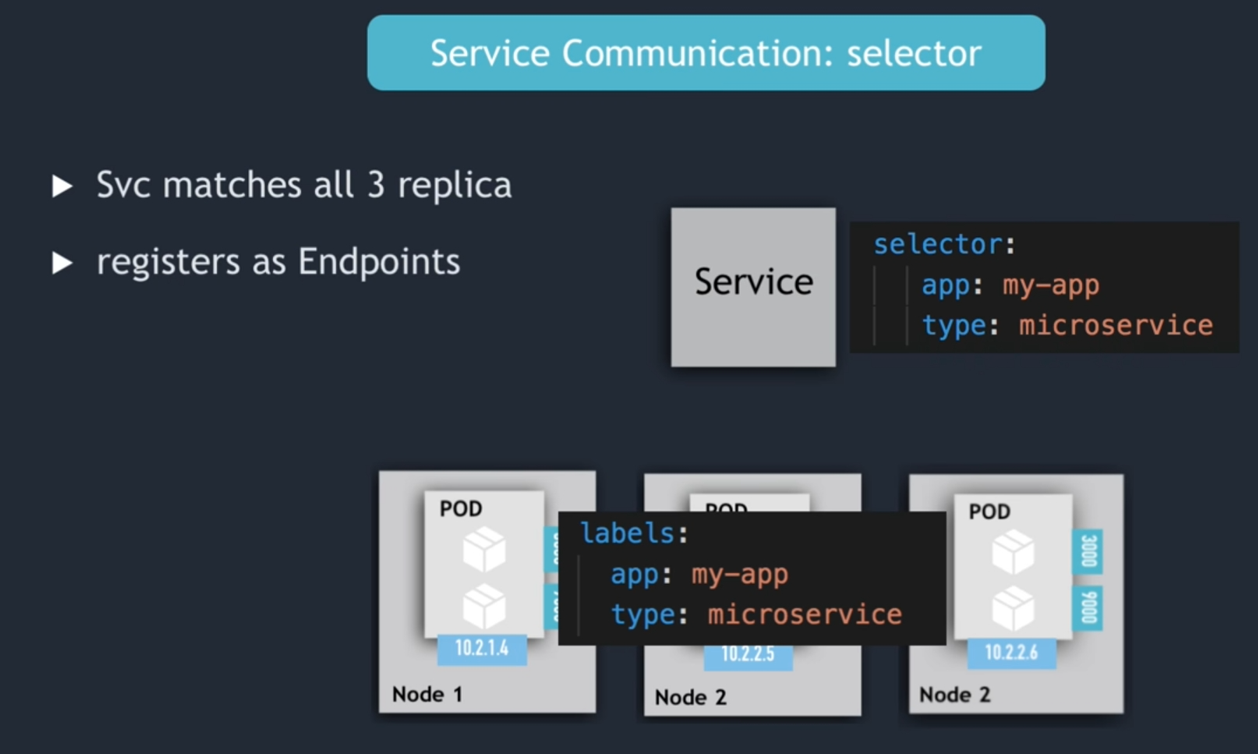 Service Communication: selector
Svc matches all 3 replica
registers as Endpoints
Service
selector:
app: my-app
type: microservice
POD
10.2.1.4
Node 1
POD
labels:
app: my-app
type: microservice
10.2.2.5
Node 2
POD
3000
9000
10.2.2.6
Node 2